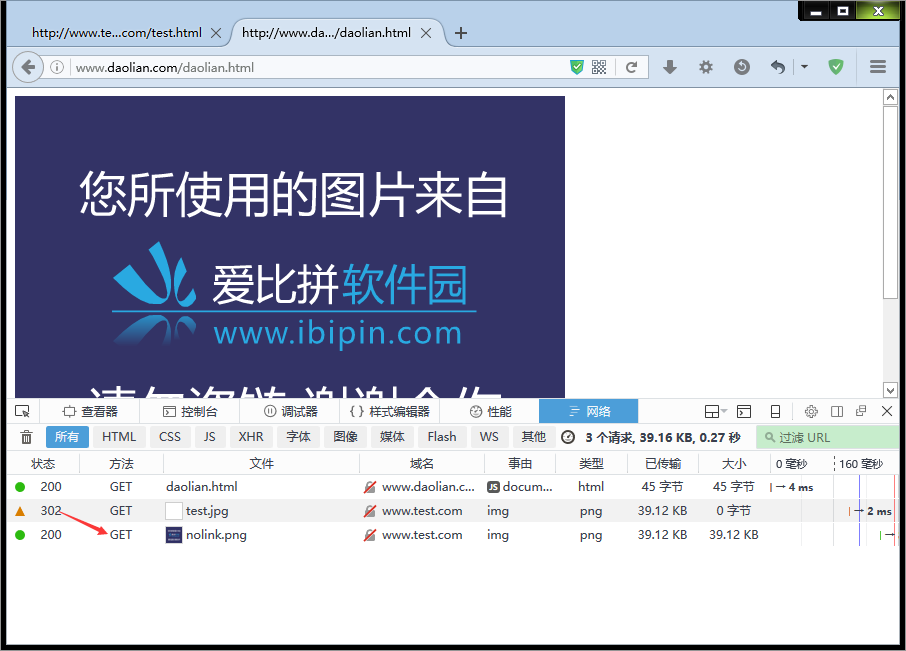 http://www.te...com/test.html
http://www.da.../daolian.html
www.daolian.com/daolian.html
您所使用的图片来自
爱比拼软件园
www.ibipin.com
请勿盗链 谢谢合作
查看器 控制台 调试器 { } 样式编辑器 性能 网络
所有 HTML CSS JS XHR 字体 图像 媒体 Flash WS 其他 3 个请求, 39.16 KB, 0.27 秒 过滤 URL
状态 方法 文件 域名 事由 类型 已传输 大小 0 毫秒 160 毫秒
200 GET daolian.html www.daolian.c... JS docum... html 45 字节 45 字节 → 4 ms
302 GET test.jpg www.test.com img png 39.12 KB 0 字节 → 2 ms
200 GET nolink.png www.test.com img png 39.12 KB 39.12 KB →